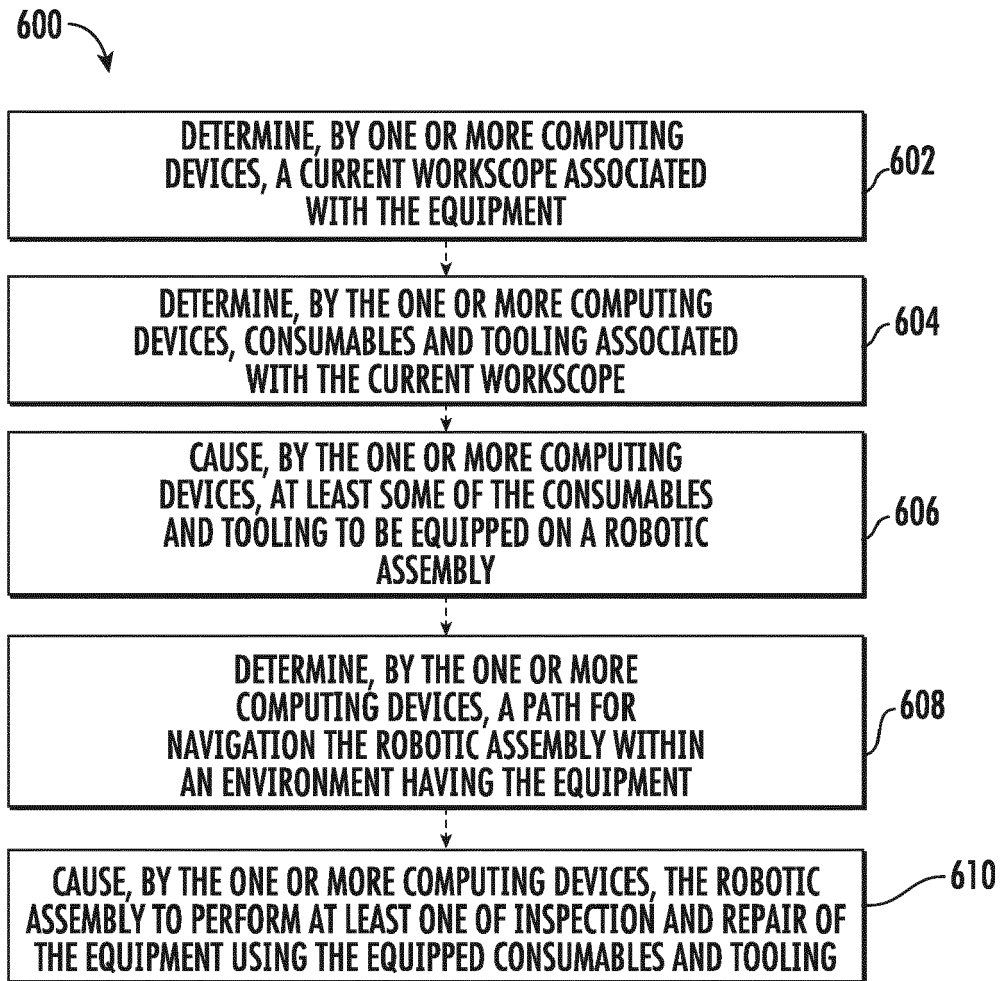 600
DETERMINE, BY ONE OR MORE COMPUTING
DEVICES, A CURRENT WORKSCOPE ASSOCIATED
WITH THE EQUIPMENT
602
DETERMINE, BY THE ONE OR MORE COMPUTING
DEVICES, CONSUMABLES AND TOOLING ASSOCIATED
WITH THE CURRENT WORKSCOPE
604
CAUSE, BY THE ONE OR MORE COMPUTING
DEVICES, AT LEAST SOME OF THE CONSUMABLES
AND TOOLING TO BE EQUIPPED ON A ROBOTIC
ASSEMBLY
606
DETERMINE, BY THE ONE OR MORE
COMPUTING DEVICES, A PATH FOR
NAVIGATION THE ROBOTIC ASSEMBLY WITHIN
AN ENVIRONMENT HAVING THE EQUIPMENT
608
CAUSE, BY THE ONE OR MORE COMPUTING DEVICES, THE ROBOTIC
ASSEMBLY TO PERFORM AT LEAST ONE OF INSPECTION AND REPAIR OF
THE EQUIPMENT USING THE EQUIPPED CONSUMABLES AND TOOLING
610